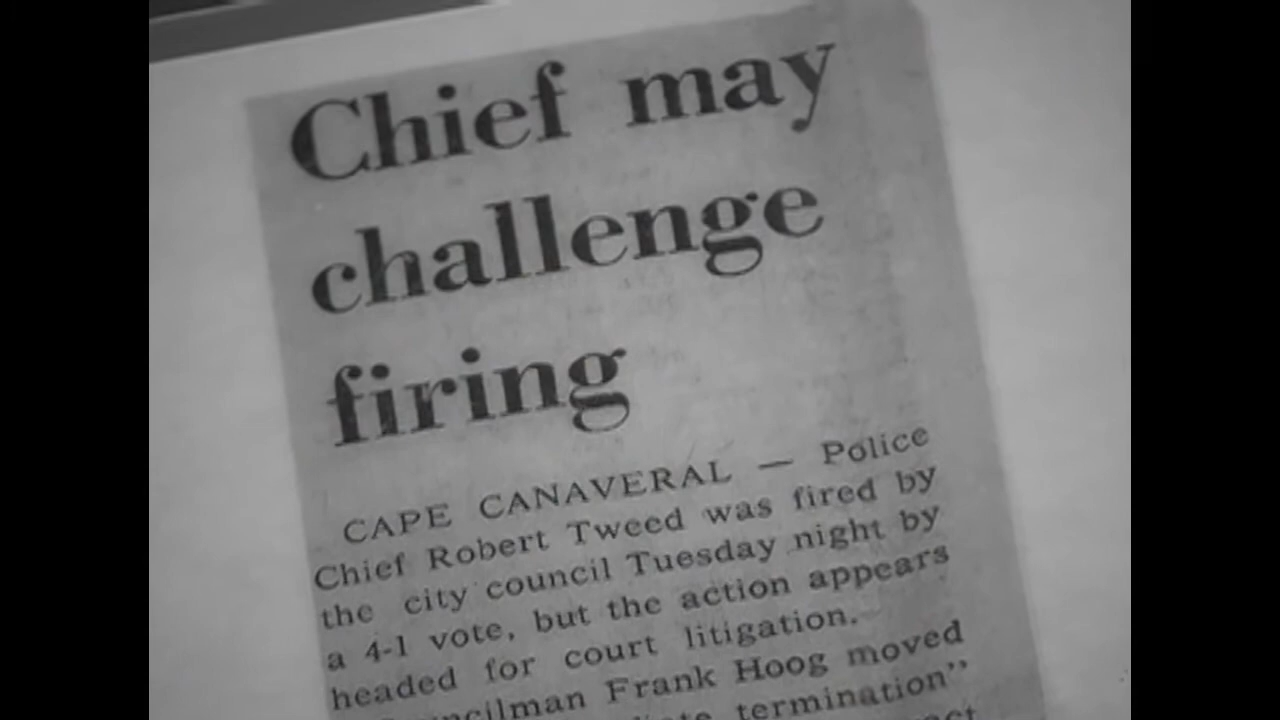 Chief may
challenge
firing
CAPE CANAVERAL — Police
Chief Robert Tweed was fired by
the city council Tuesday night by
a 4-1 vote, but the action appears
headed for court litigation.
Frank Hoog moved
termination"